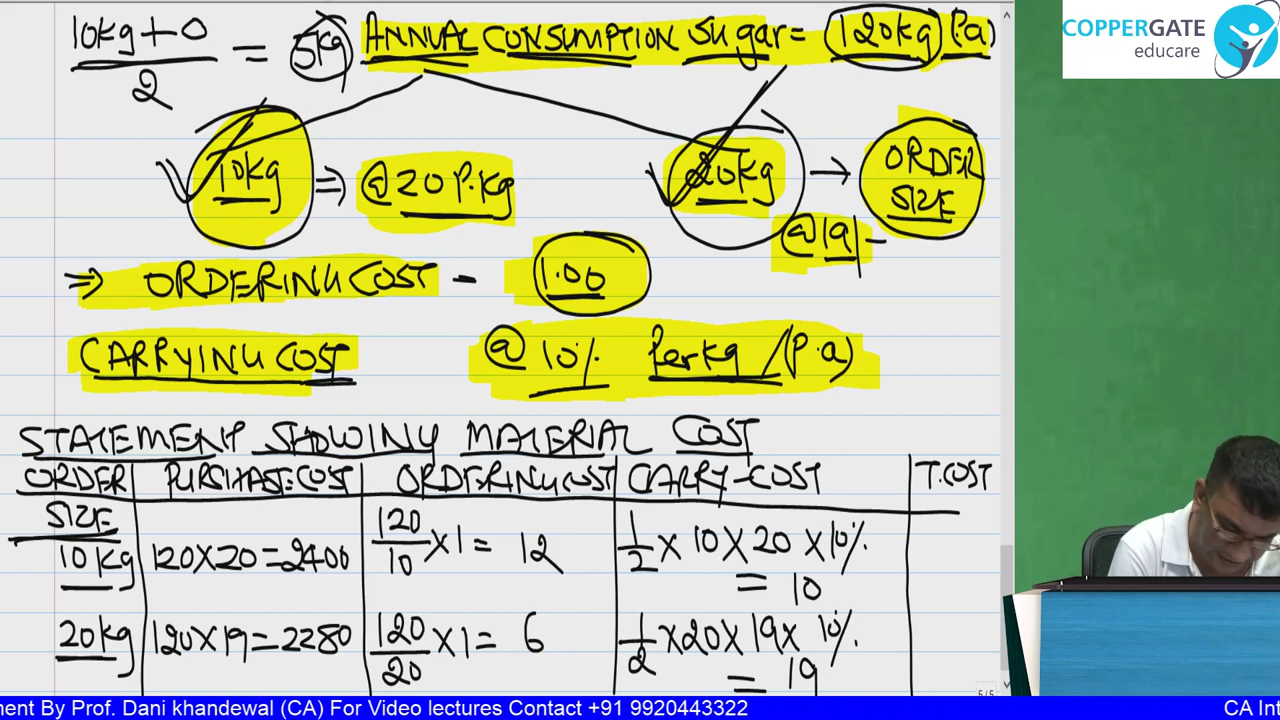 10kg+0 / 2 = 5kg ANNUAL CONSUMPTION Sugar = 120kg (P.a)
COPPERGATE
educare
10kg ⇒ @20 P.Kg 20kg → ORDER SIZE
@19/-
⇒ ORDERING COST - 1.00
CARRYING COST @ 10% Per kg / (P.a)
STATEMENT SHOWING MATERIAL COST
ORDER SIZE PURCHASE COST ORDERING COST CARRY-COST T.COST
10kg 120×20=2400 120/10 ×1= 12 1/2 × 10 × 20 × 10%
= 10
20kg 120×19=2280 120/20 ×1= 6 1/2 ×20× 19× 10%
= 19
5/5
ment By Prof. Dani khandewal (CA) For Video lectures Contact +91 9920443322 CA Int